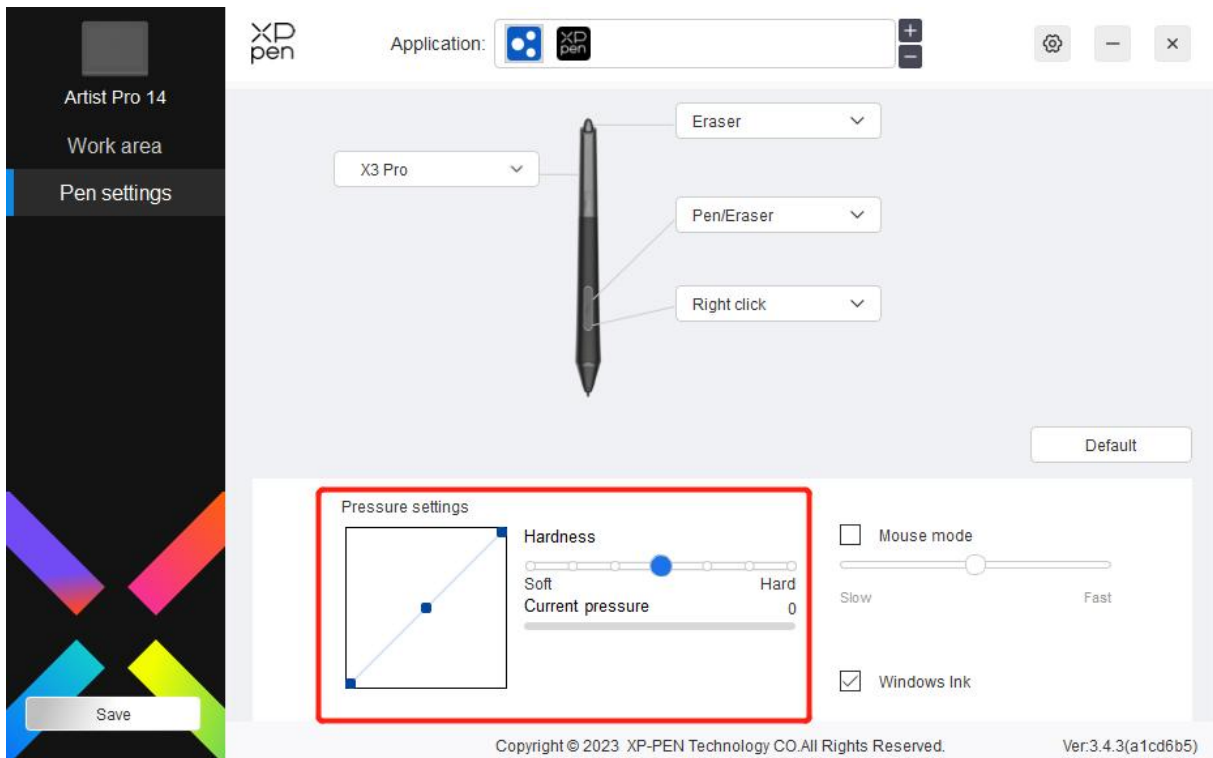 XP
pen
Application:
XP
pen
+
−
Artist Pro 14
Work area
Pen settings
Save
Eraser
X3 Pro
Pen/Eraser
Right click
Default
Pressure settings
Hardness
Soft Hard
Current pressure 0
Mouse mode
Slow Fast
Windows Ink
Copyright © 2023 XP-PEN Technology CO.All Rights Reserved.
Ver:3.4.3(a1cd6b5)